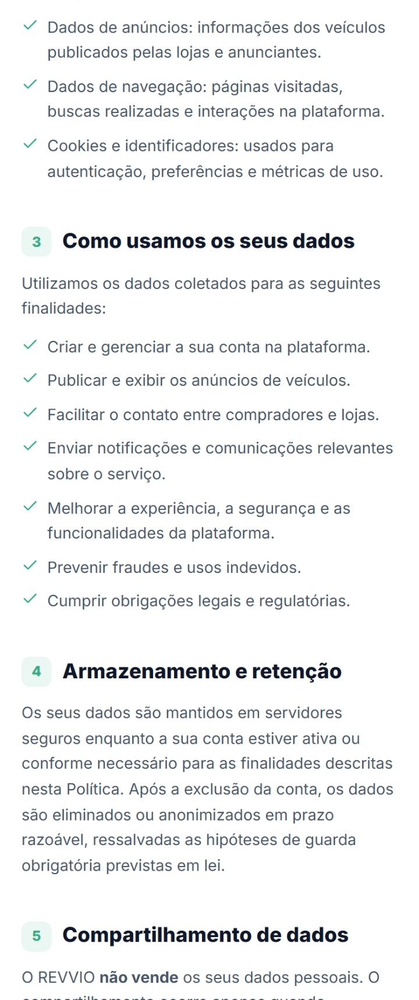 Dados de anúncios: informações dos veículos
publicados pelas lojas e anunciantes.
Dados de navegação: páginas visitadas,
buscas realizadas e interações na plataforma.
Cookies e identificadores: usados para
autenticação, preferências e métricas de uso.
3 Como usamos os seus dados
Utilizamos os dados coletados para as seguintes
finalidades:
Criar e gerenciar a sua conta na plataforma.
Publicar e exibir os anúncios de veículos.
Facilitar o contato entre compradores e lojas.
Enviar notificações e comunicações relevantes
sobre o serviço.
Melhorar a experiência, a segurança e as
funcionalidades da plataforma.
Prevenir fraudes e usos indevidos.
Cumprir obrigações legais e regulatórias.
4 Armazenamento e retenção
Os seus dados são mantidos em servidores
seguros enquanto a sua conta estiver ativa ou
conforme necessário para as finalidades descritas
nesta Política. Após a exclusão da conta, os dados
são eliminados ou anonimizados em prazo
razoável, ressalvadas as hipóteses de guarda
obrigatória previstas em lei.
5 Compartilhamento de dados
O REVVIO não vende os seus dados pessoais. O